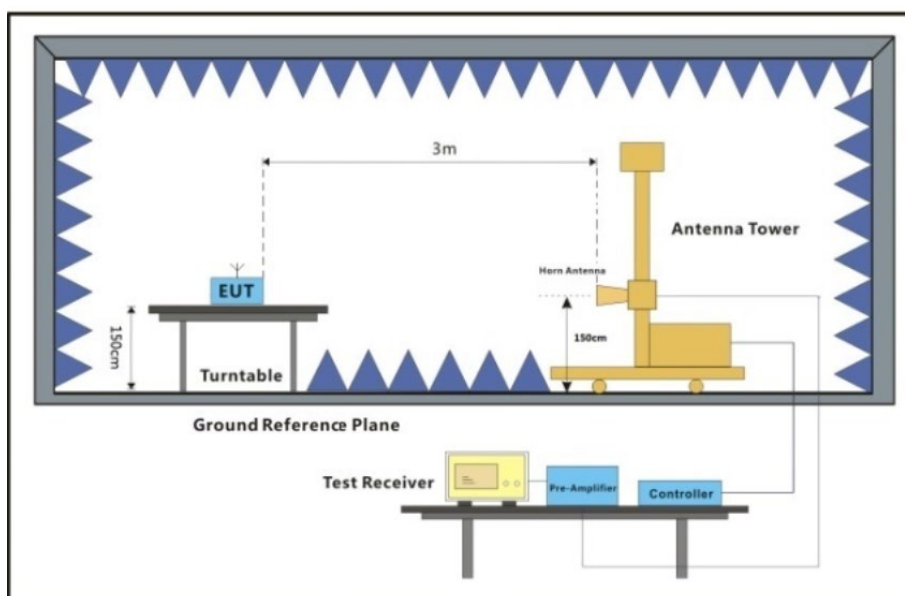 3m
Antenna Tower
Horn Antenna
EUT
150cm
150cm
Turntable
Ground Reference Plane
Test Receiver
Pre-Amplifier
Controller